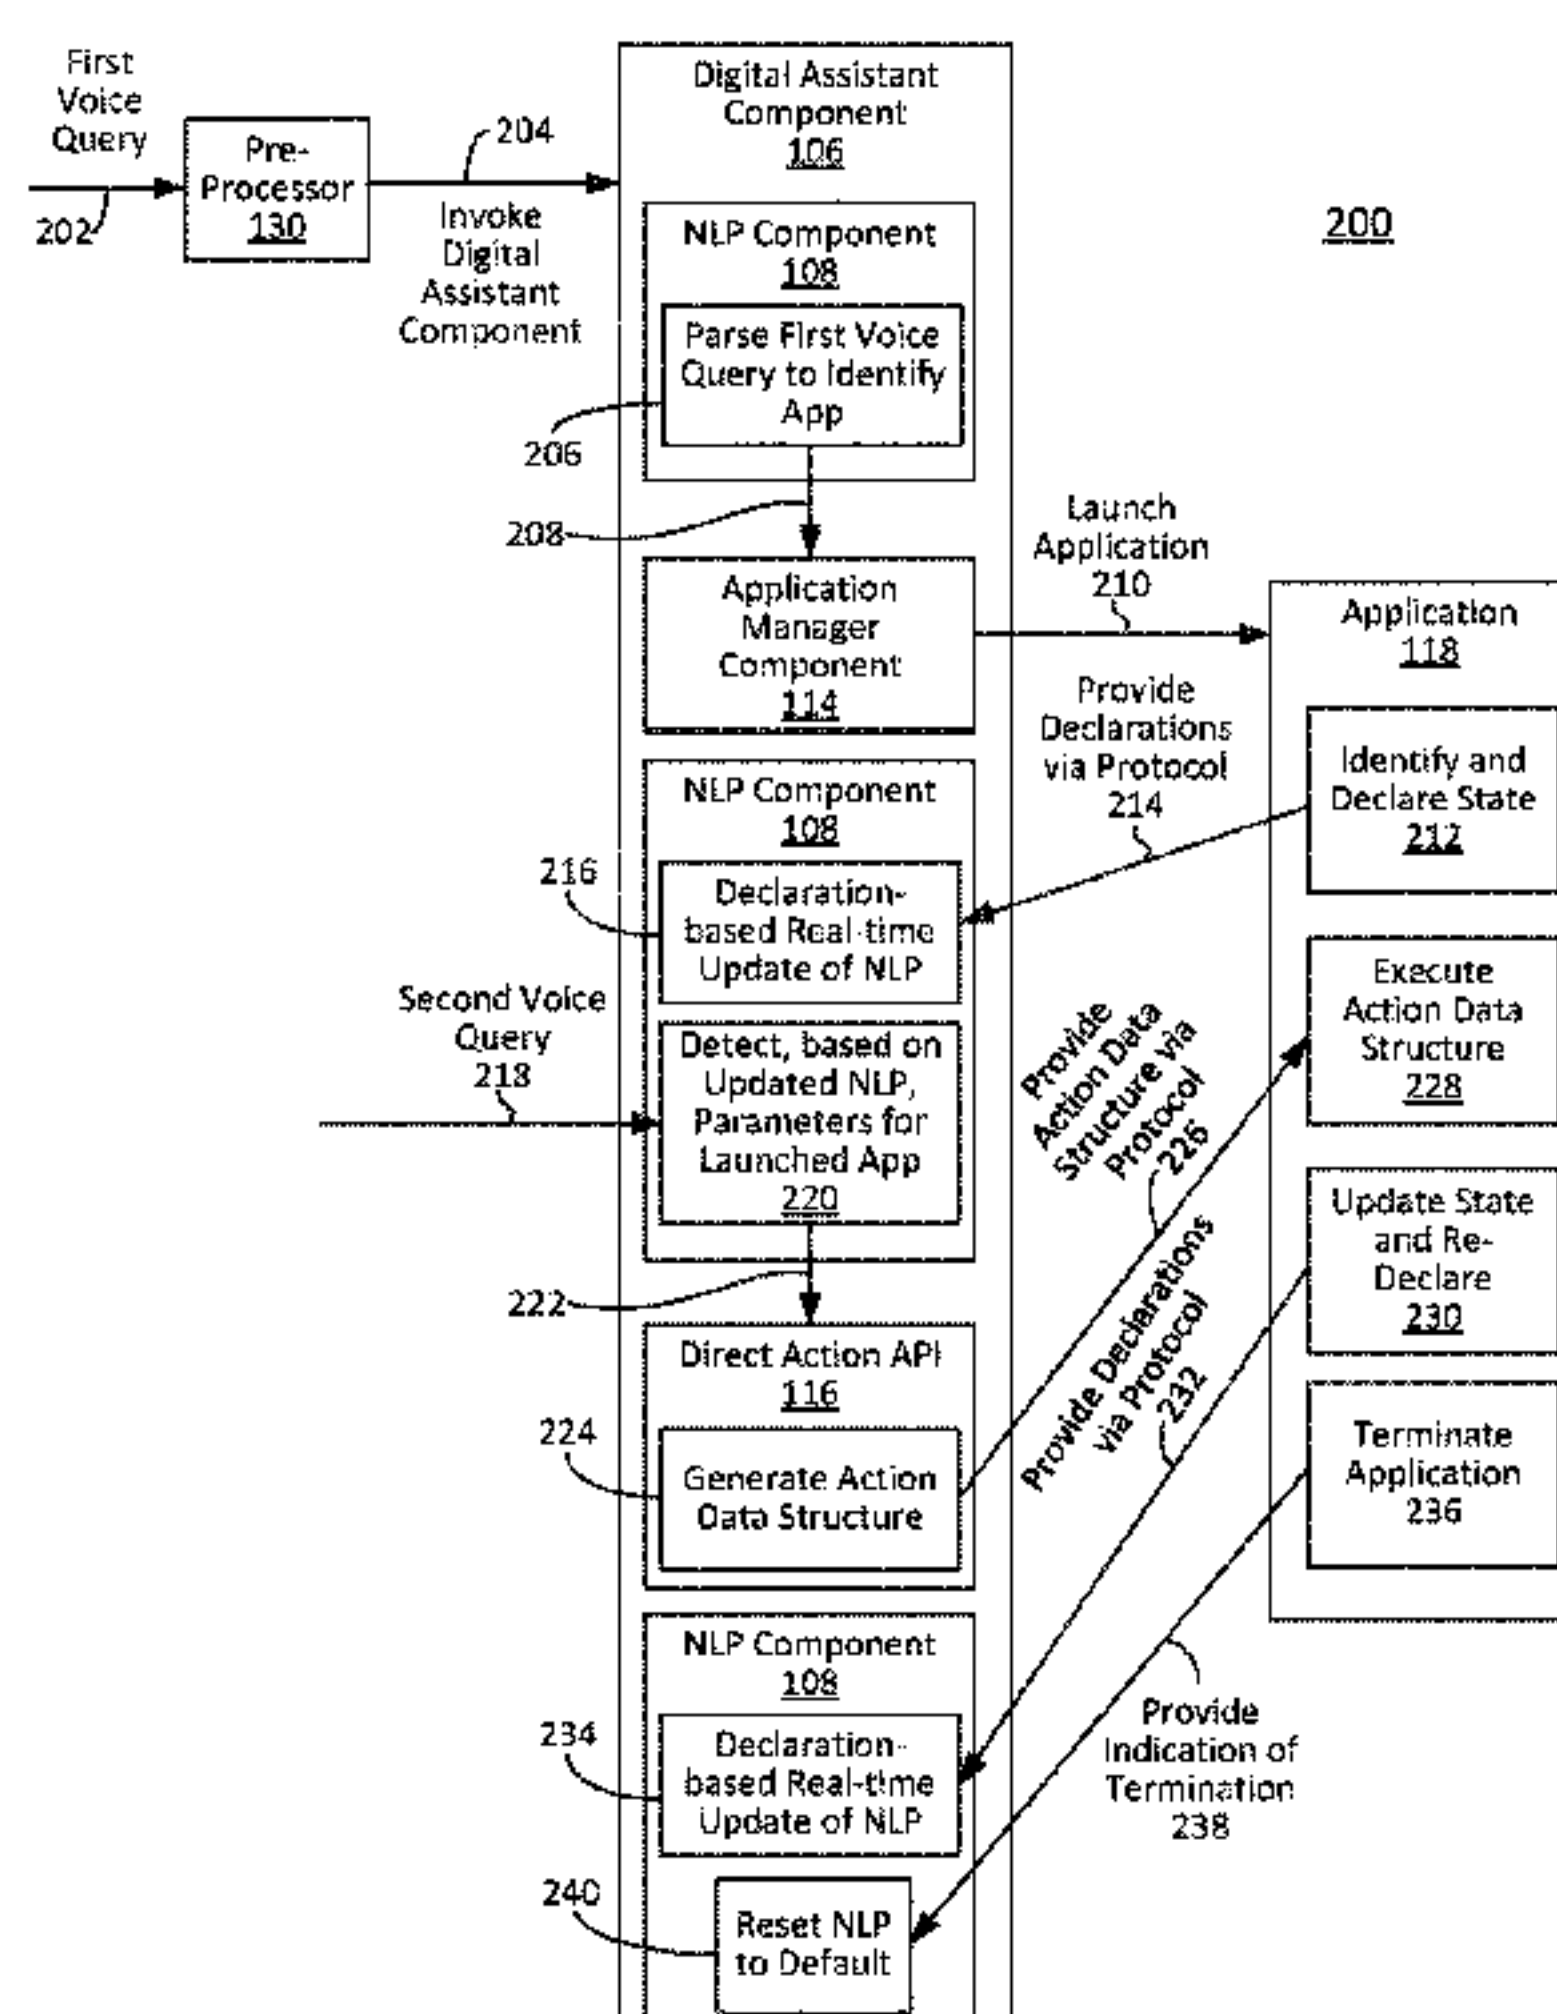 First
Voice
Query
202
Pre-
Processor
130
204
Invoke
Digital
Assistant
Component
Digital Assistant
Component
106
200
NLP Component
108
Parse First Voice
Query to Identify
App
206
208
Application
Manager
Component
114
Launch
Application
210
Application
118
Provide
Declarations
via Protocol
214
Identify and
Declare State
212
NLP Component
108
216
Declaration-
based Real-time
Update of NLP
Second Voice
Query
218
Detect, based on
Updated NLP,
Parameters for
Launched App
220
Provide
Action Data
Structure via
Protocol
226
Execute
Action Data
Structure
228
222
Direct Action API
116
224
Generate Action
Data Structure
Provide Declarations
via Protocol
232
Update State
and Re-
Declare
230
Terminate
Application
236
NLP Component
108
234
Declaration-
based Real-time
Update of NLP
Provide
Indication of
Termination
238
240
Reset NLP
to Default